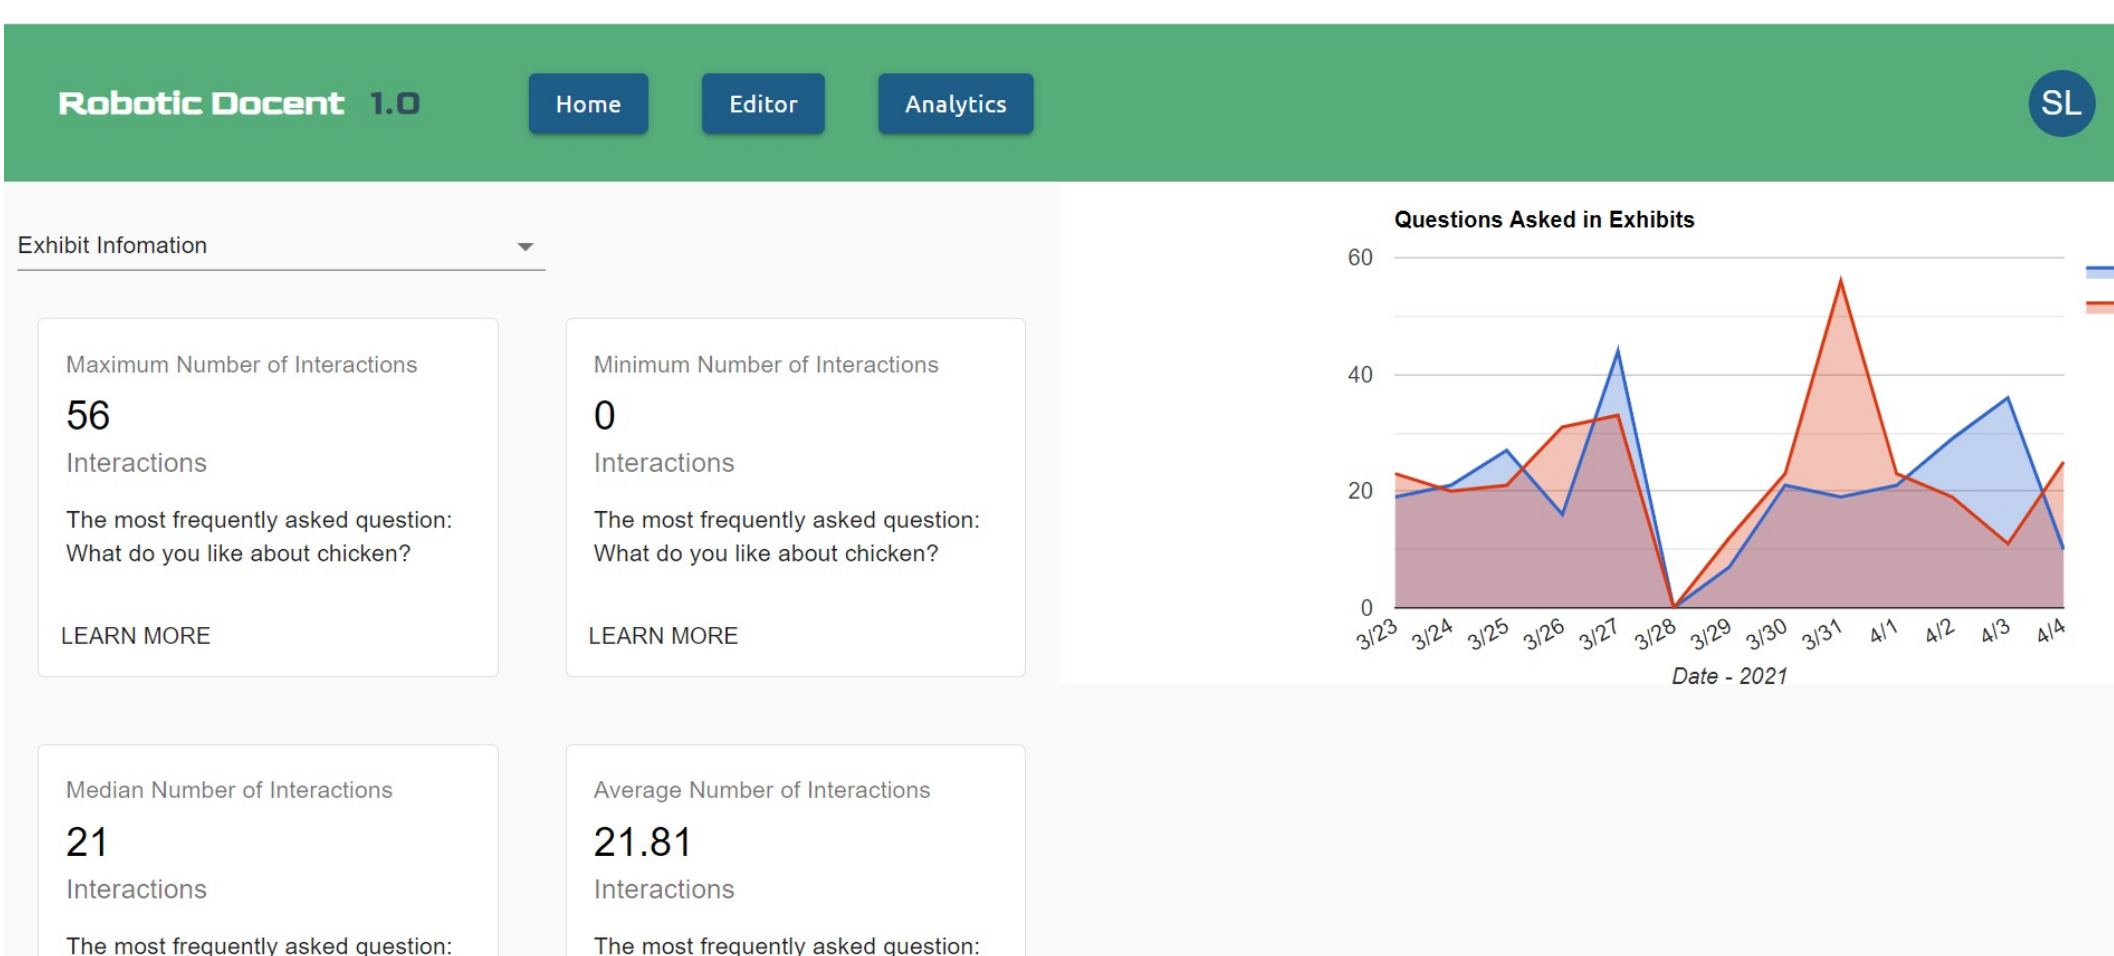 Robotic Docent 1.0
Home
Editor
Analytics
SL
Exhibit Infomation
Maximum Number of Interactions
56
Interactions
The most frequently asked question:
What do you like about chicken?
LEARN MORE
Minimum Number of Interactions
0
Interactions
The most frequently asked question:
What do you like about chicken?
LEARN MORE
Median Number of Interactions
21
Interactions
The most frequently asked question:
Average Number of Interactions
21.81
Interactions
The most frequently asked question:
Questions Asked in Exhibits
60
40
20
0
3/23 3/24 3/25 3/26 3/27 3/28 3/29 3/30 3/31 4/1 4/2 4/3 4/4
Date - 2021